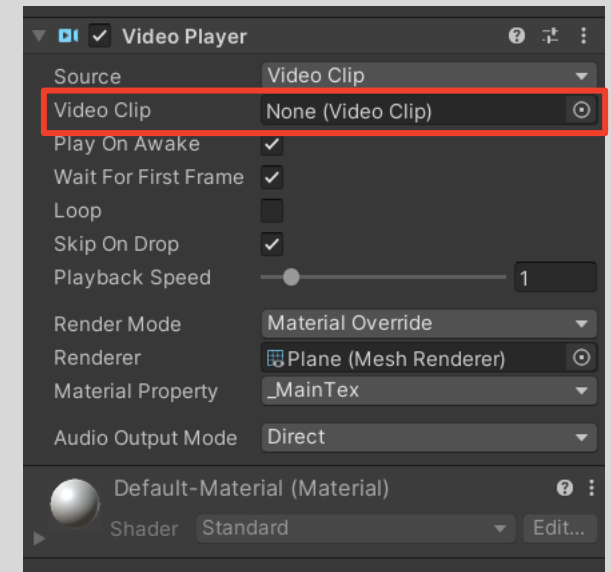 Video Player
Source Video Clip
Video Clip None (Video Clip)
Play On Awake
Wait For First Frame
Loop
Skip On Drop
Playback Speed 1
Render Mode Material Override
Renderer Plane (Mesh Renderer)
Material Property _MainTex
Audio Output Mode Direct
Default-Material (Material)
Shader Standard Edit...